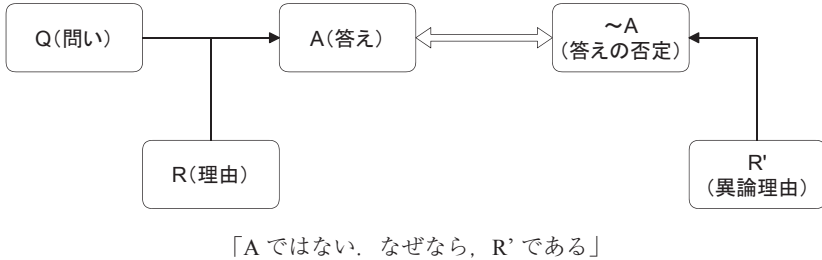 Q(問い)
A(答え)
~A
(答えの否定)
R(理由)
R'
(異論理由)
「A ではない．なぜなら，R’ である」